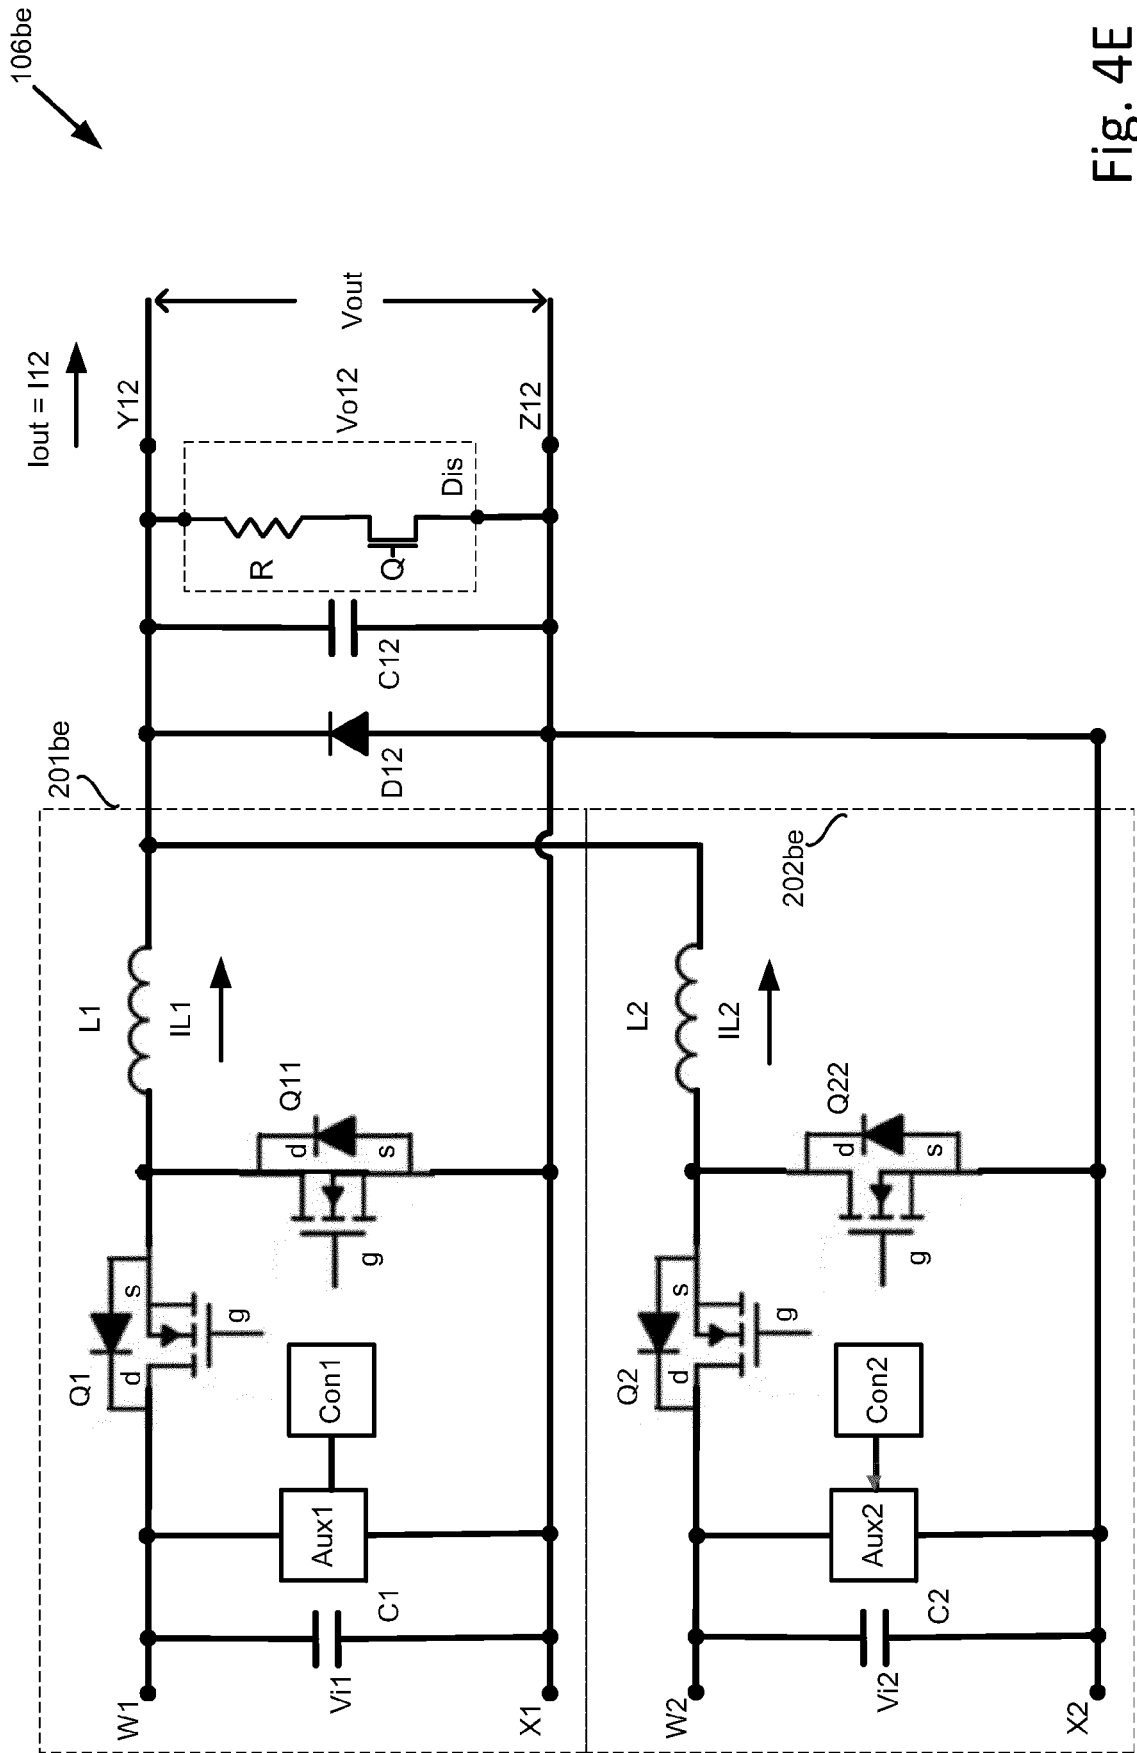 106be
Iout = I12
Y12
Vout
Vo12
Z12
Dis
R
Q
C12
D12
201be
202be
L1
IL1
Q11
d
s
g
Q1
d
s
g
Con1
Aux1
C1
Vi1
W1
X1
L2
IL2
Q22
d
s
g
Q2
d
s
g
Con2
Aux2
C2
Vi2
W2
X2
Fig. 4E